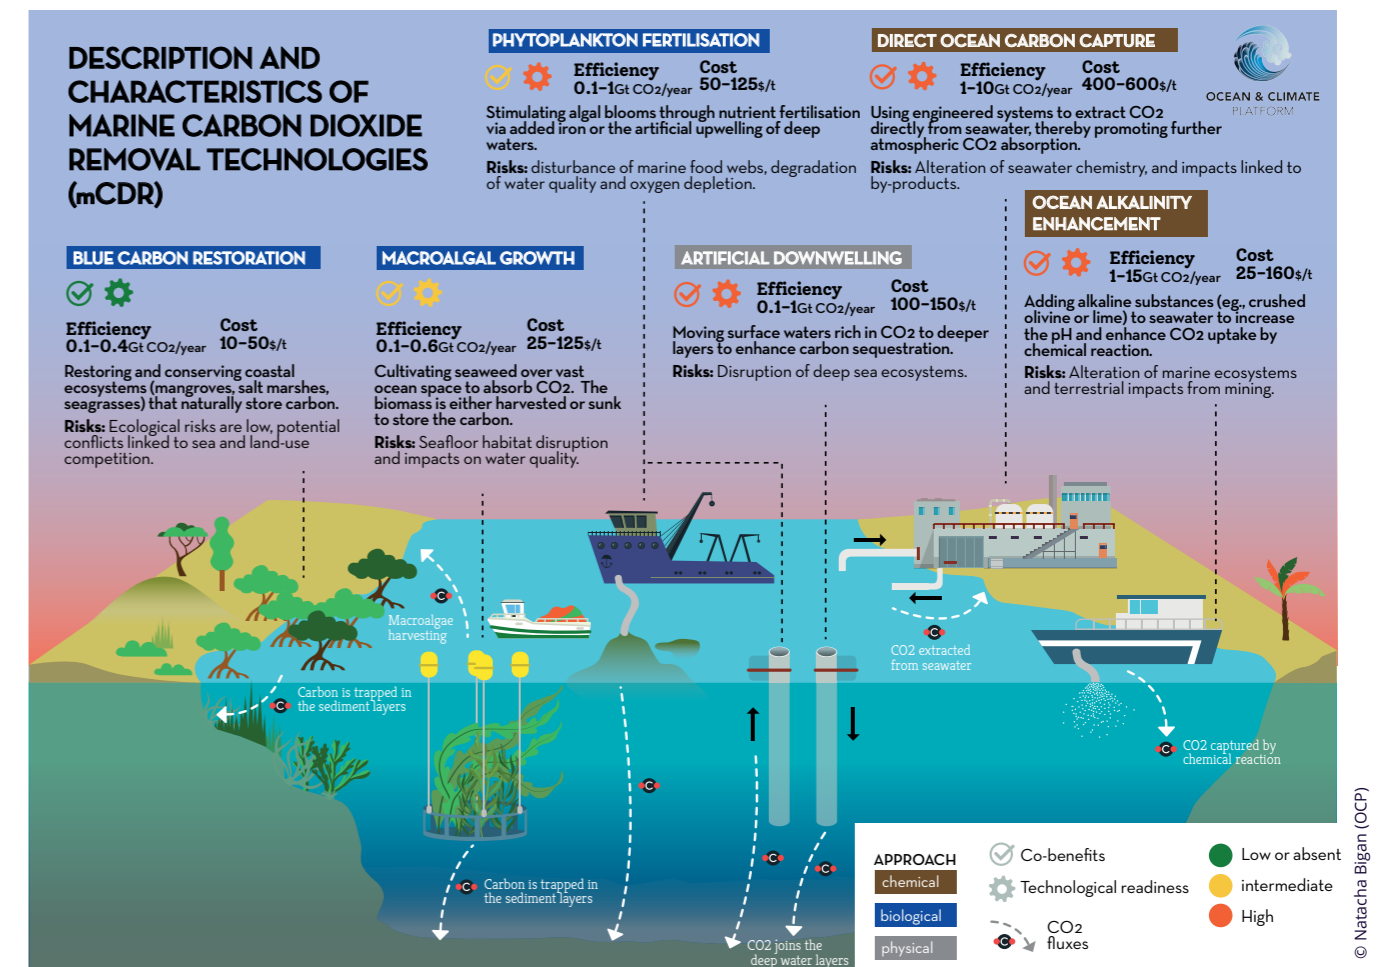 DESCRIPTION AND
CHARACTERISTICS OF
MARINE CARBON DIOXIDE
REMOVAL TECHNOLOGIES
(mCDR)
PHYTOPLANKTON FERTILISATION
Efficiency
0.1–1Gt CO2/year
Cost
50–125$/t
Stimulating algal blooms through nutrient fertilisation
via added iron or the artificial upwelling of deep
waters.
Risks: disturbance of marine food webs, degradation
of water quality and oxygen depletion.
DIRECT OCEAN CARBON CAPTURE
Efficiency
1–10Gt CO2/year
Cost
400–600$/t
Using engineered systems to extract CO2
directly from seawater, thereby promoting further
atmospheric CO2 absorption.
Risks: Alteration of seawater chemistry, and impacts linked to
by-products.
OCEAN & CLIMATE
PLATFORM
BLUE CARBON RESTORATION
Efficiency
0.1–0.4Gt CO2/year
Cost
10–50$/t
Restoring and conserving coastal
ecosystems (mangroves, salt marshes,
seagrasses) that naturally store carbon.
Risks: Ecological risks are low, potential
conflicts linked to sea and land-use
competition.
MACROALGAL GROWTH
Efficiency
0.1–0.6Gt CO2/year
Cost
25–125$/t
Cultivating seaweed over vast
ocean space to absorb CO2. The
biomass is either harvested or sunk
to store the carbon.
Risks: Seafloor habitat disruption
and impacts on water quality.
ARTIFICIAL DOWNWELLING
Efficiency
0.1–1Gt CO2/year
Cost
100–150$/t
Moving surface waters rich in CO2 to deeper
layers to enhance carbon sequestration.
Risks: Disruption of deep sea ecosystems.
OCEAN ALKALINITY
ENHANCEMENT
Efficiency
1–15Gt CO2/year
Cost
25–160$/t
Adding alkaline substances (eg., crushed
olivine or lime) to seawater to increase
the pH and enhance CO2 uptake by
chemical reaction.
Risks: Alteration of marine ecosystems
and terrestrial impacts from mining.
C
Macroalgae
harvesting
C
Carbon is trapped in
the sediment layers
C
CO2 extracted
from seawater
C
CO2 captured by
chemical reaction
C
C
C
C
Carbon is trapped in
the sediment layers
CO2 joins the
deep water layers
APPROACH
chemical
biological
physical
Co-benefits
Technological readiness
C
CO2
fluxes
Low or absent
intermediate
High
© Natacha Bigan (OCP)